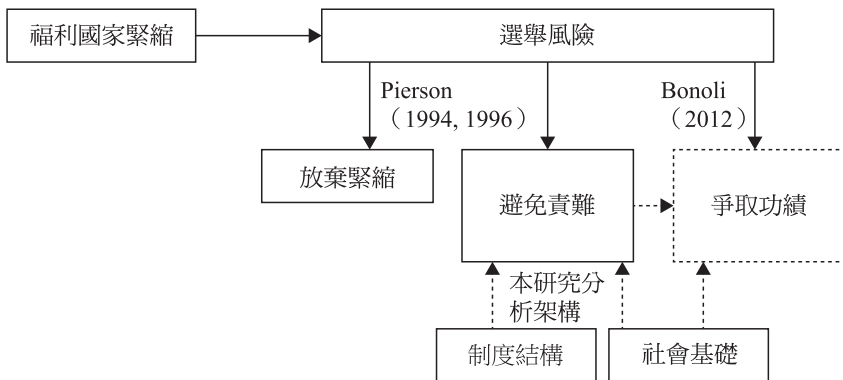 福利國家緊縮
選舉風險
Pierson
（1994, 1996）
Bonoli
（2012）
放棄緊縮
避免責難
爭取功績
本研究分
析架構
制度結構
社會基礎